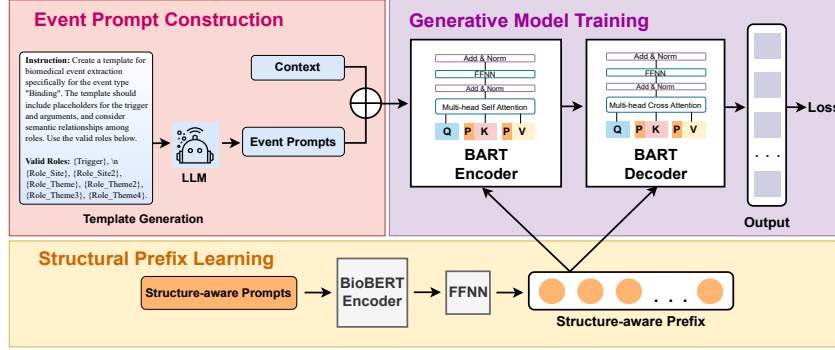 Event Prompt Construction
Instruction: Create a template for
biomedical event extraction
specifically for the event type
"Binding". The template should
include placeholders for the trigger
and arguments, and consider
semantic relationships among
roles. Use the valid roles below.
Valid Roles: {Trigger}, \n
{Role_Site}, {Role_Site2},
{Role_Theme}, {Role_Theme2},
{Role_Theme3}, {Role_Theme4}.
Template Generation
LLM
Context
Event Prompts
Generative Model Training
Add & Norm
FFNN
Add & Norm
Multi-head Self Attention
Q P K P V
BART
Encoder
Add & Norm
FFNN
Add & Norm
Multi-head Cross Attention
Q P K P V
BART
Decoder
. . .
Output
Loss
Structural Prefix Learning
Structure-aware Prompts
BioBERT
Encoder
FFNN
. . .
Structure-aware Prefix